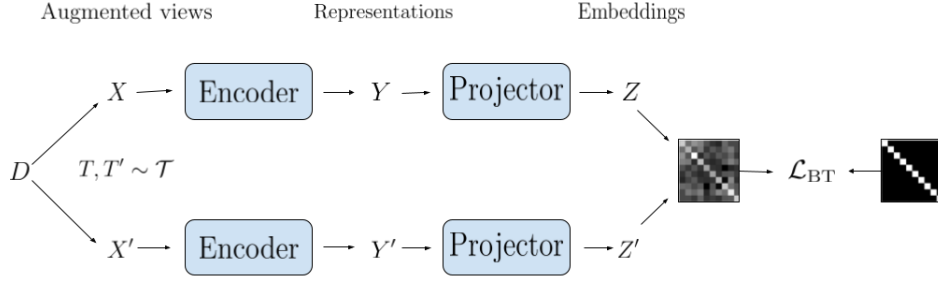 Augmented views Representations Embeddings
X Encoder Y Projector Z
D T, T′ ∼ 𝒯 ℒ_BT
X′ Encoder Y′ Projector Z′